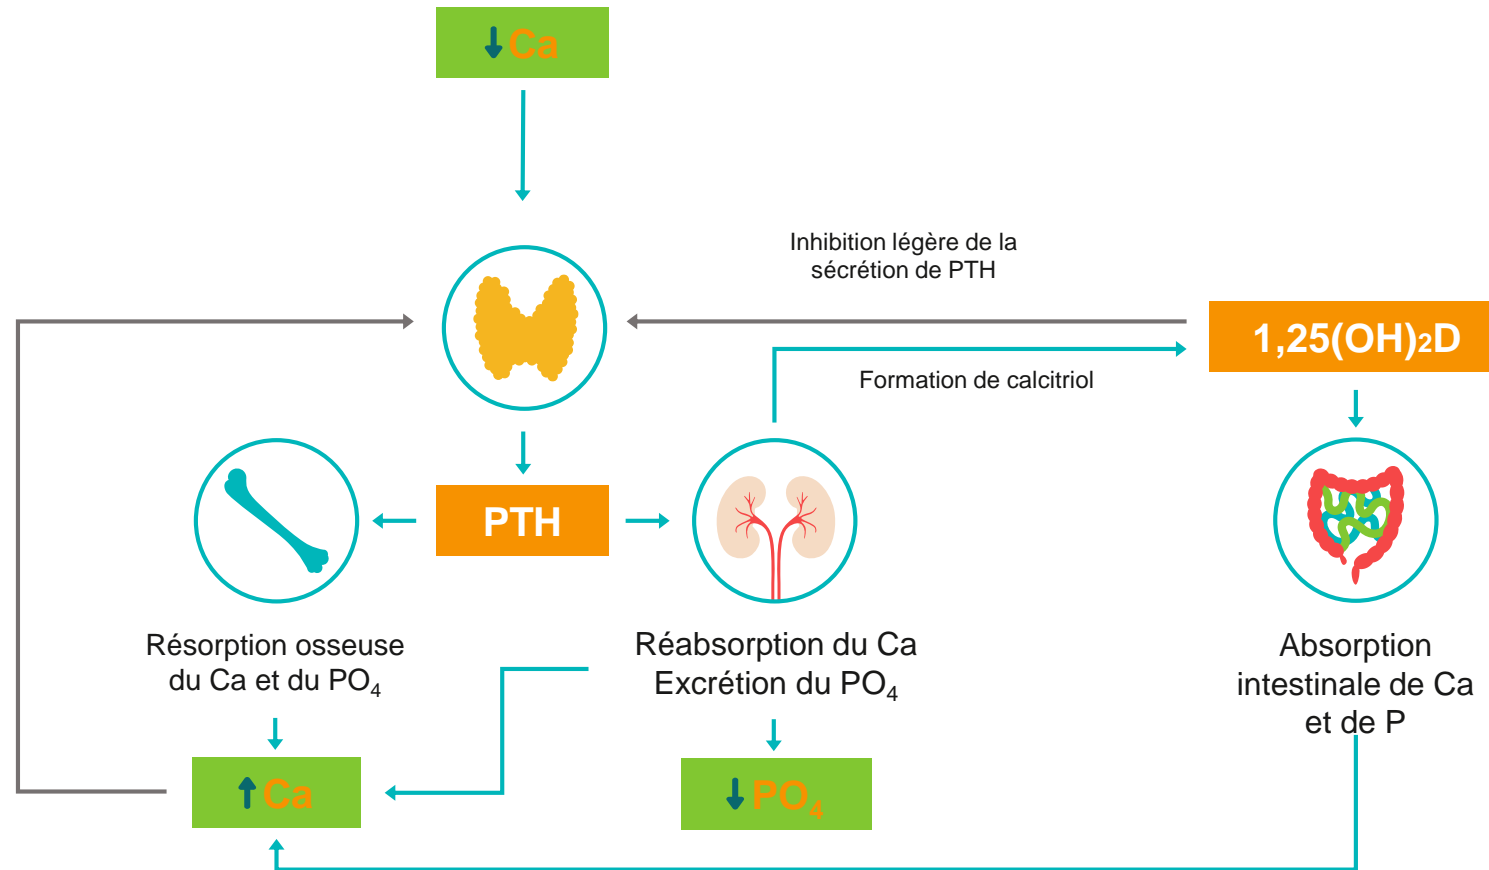 ↓Ca
Inhibition légère de la
sécrétion de PTH
1,25(OH)₂D
Formation de calcitriol
PTH
Résorption osseuse
du Ca et du PO₄
Réabsorption du Ca
Excrétion du PO₄
Absorption
intestinale de Ca
et de P
↑Ca
↓PO₄